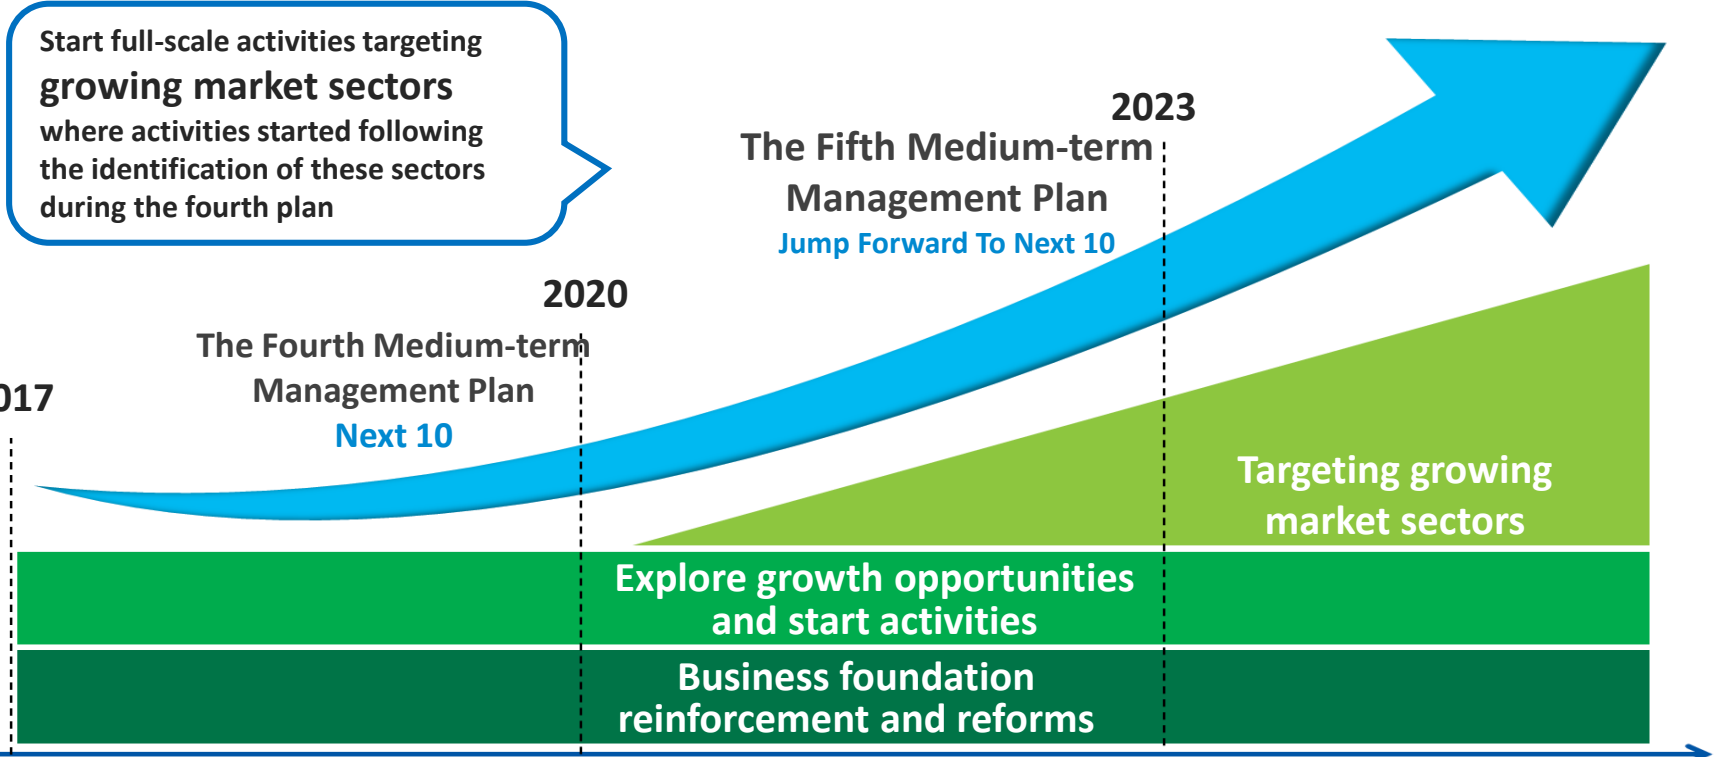 Start full-scale activities targeting
growing market sectors
where activities started following
the identification of these sectors
during the fourth plan
2023
The Fifth Medium-term
Management Plan
Jump Forward To Next 10
2020
The Fourth Medium-term
Management Plan
Next 10
017
Targeting growing
market sectors
Explore growth opportunities
and start activities
Business foundation
reinforcement and reforms